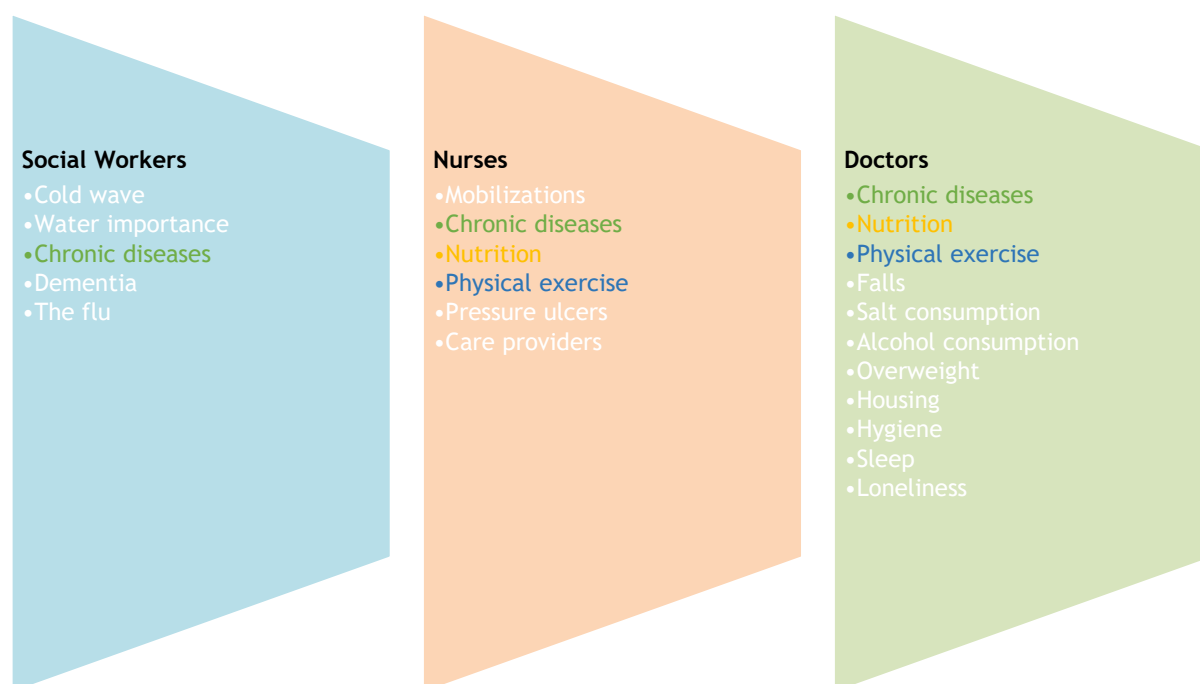 Social Workers
•Cold wave
•Water importance
•Chronic diseases
•Dementia
•The flu
Nurses
•Mobilizations
•Chronic diseases
•Nutrition
•Physical exercise
•Pressure ulcers
•Care providers
Doctors
•Chronic diseases
•Nutrition
•Physical exercise
•Falls
•Salt consumption
•Alcohol consumption
•Overweight
•Housing
•Hygiene
•Sleep
•Loneliness